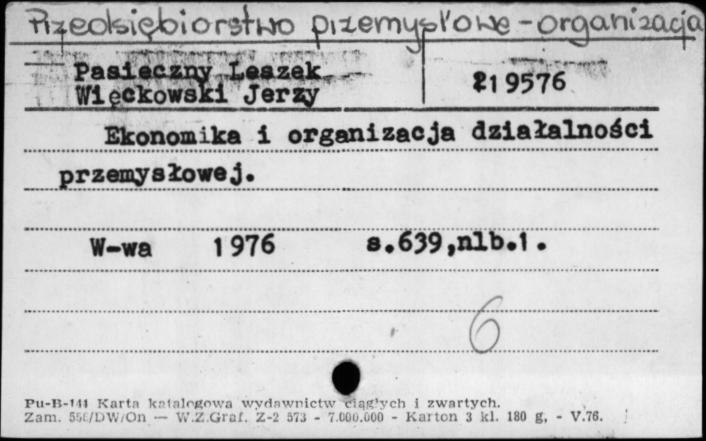 Przedsiębiorstwo przemysłowe - organizacja
Pasieczny Leszek
Więckowski Jerzy
219576
Ekonomika i organizacja działalności
przemysłowej.
W-wa 1976 s.639,nlb.1.
6
Pu-B-144 Karta katalogowa wydawnictw ciągłych i zwartych.
Zam. 556/DW/On — W.Z.Graf. Z-2 573 - 7.000.000 - Karton 3 kl. 180 g. - V.76.